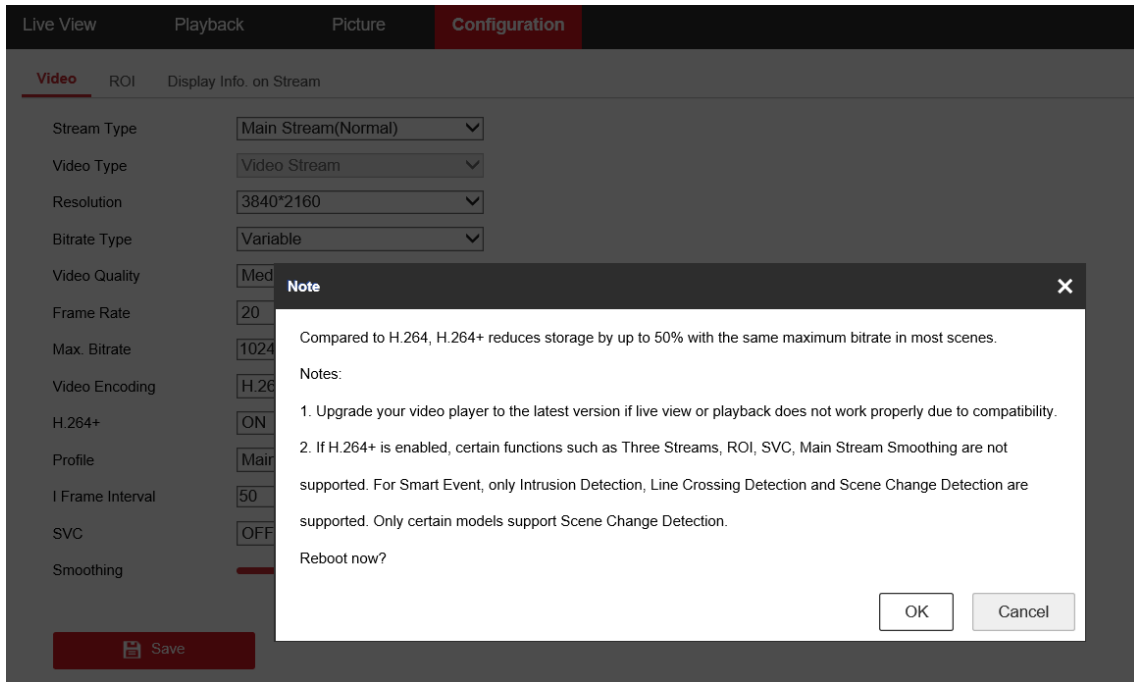 Live View Playback Picture Configuration
Video ROI Display Info. on Stream
Stream Type Main Stream(Normal)
Video Type Video Stream
Resolution 3840*2160
Bitrate Type Variable
Video Quality Med
Note
Frame Rate 20
Compared to H.264, H.264+ reduces storage by up to 50% with the same maximum bitrate in most scenes.
Max. Bitrate 1024
Notes:
Video Encoding H.26
1. Upgrade your video player to the latest version if live view or playback does not work properly due to compatibility.
H.264+ ON
2. If H.264+ is enabled, certain functions such as Three Streams, ROI, SVC, Main Stream Smoothing are not
Profile Main
supported. For Smart Event, only Intrusion Detection, Line Crossing Detection and Scene Change Detection are
I Frame Interval 50
supported. Only certain models support Scene Change Detection.
SVC OFF
Reboot now?
Smoothing
OK Cancel
Save